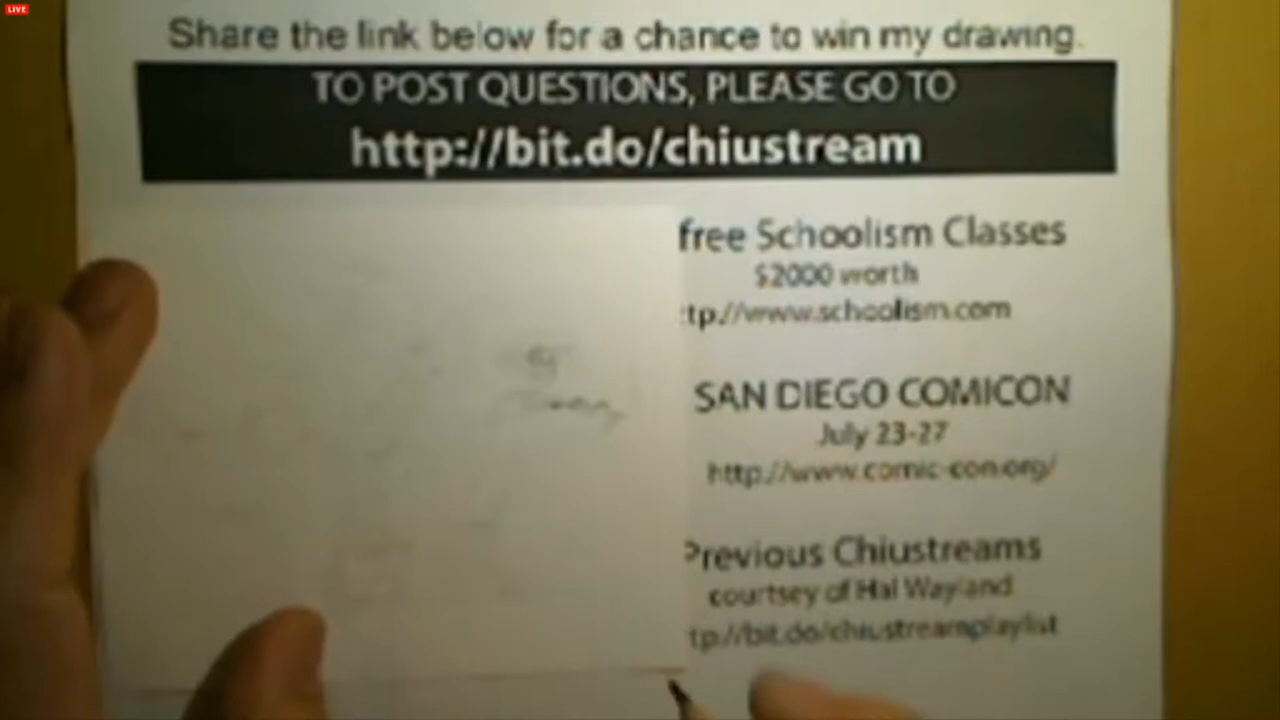 LIVE
Share the link below for a chance to win my drawing.
TO POST QUESTIONS, PLEASE GO TO
http://bit.do/chiustream
free Schoolism Classes
$2000 worth
tp://www.schoolism.com
SAN DIEGO COMICON
July 23-27
http://www.comic-con.org/
Previous Chiustreams
courtsey of Hal Wayland
tp://bit.do/chiustreamplaylist